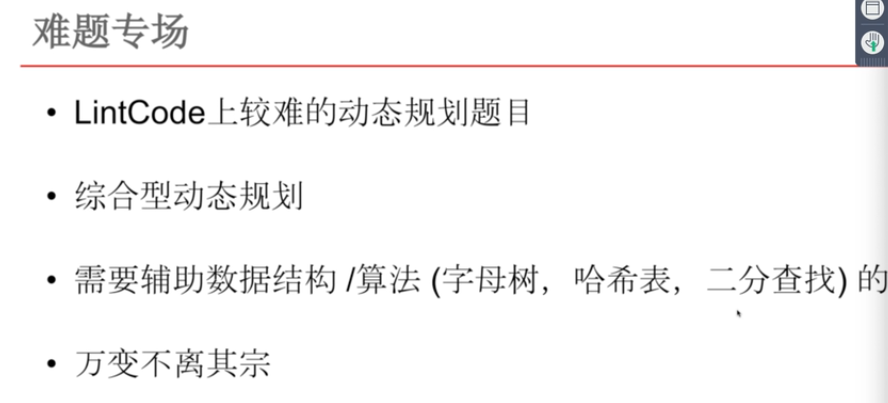 难题专场
• LintCode上较难的动态规划题目
• 综合型动态规划
• 需要辅助数据结构 /算法 (字母树，哈希表，二分查找) 的
• 万变不离其宗